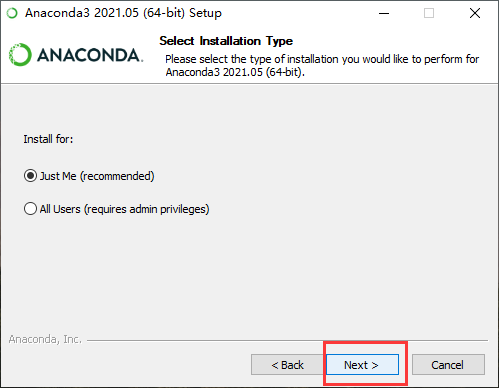 Anaconda3 2021.05 (64-bit) Setup
ANACONDA.
Select Installation Type
Please select the type of installation you would like to perform for
Anaconda3 2021.05 (64-bit).
Install for:
Just Me (recommended)
All Users (requires admin privileges)
Anaconda, Inc.
< Back
Next >
Cancel